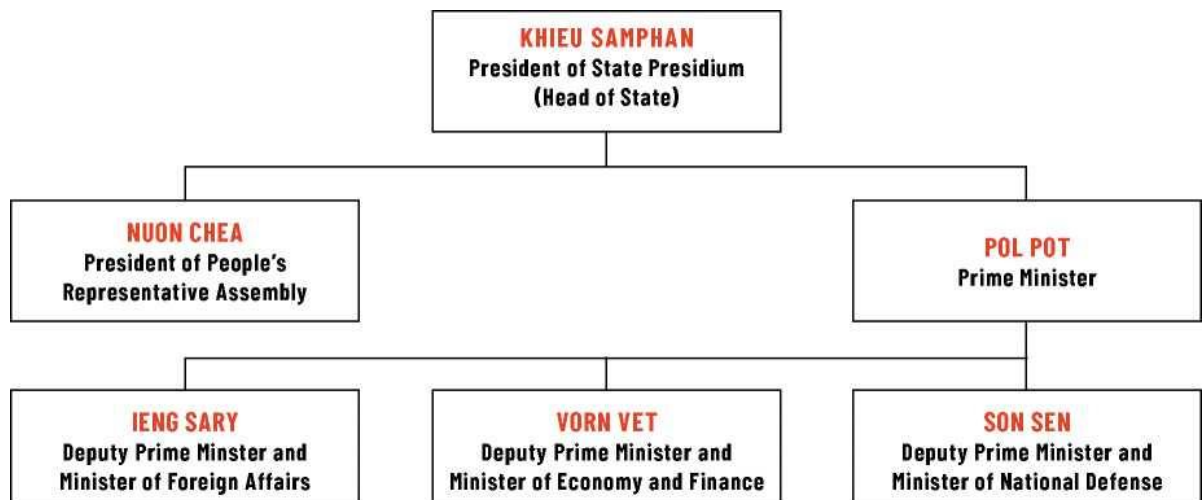 KHIEU SAMPHAN
President of State Presidium
(Head of State)
NUON CHEA
President of People's
Representative Assembly
POL POT
Prime Minister
IENG SARY
Deputy Prime Minster and
Minister of Foreign Affairs
VORN VET
Deputy Prime Minister and
Minister of Economy and Finance
SON SEN
Deputy Prime Minister and
Minister of National Defense